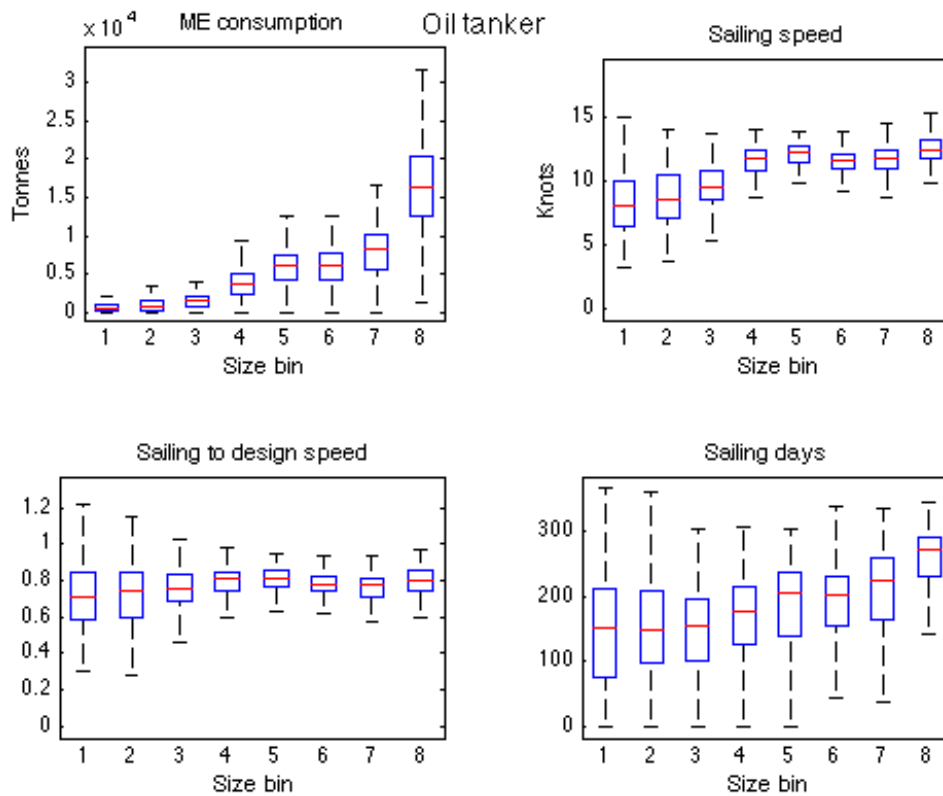 Oil tanker
x 10^4
ME consumption
Tonnes
3
2.5
2
1.5
1
0.5
0
1 2 3 4 5 6 7 8
Size bin
Sailing speed
Knots
15
10
5
0
1 2 3 4 5 6 7 8
Size bin
Sailing to design speed
1.2
1
0.8
0.6
0.4
0.2
0
1 2 3 4 5 6 7 8
Size bin
Sailing days
300
200
100
0
1 2 3 4 5 6 7 8
Size bin